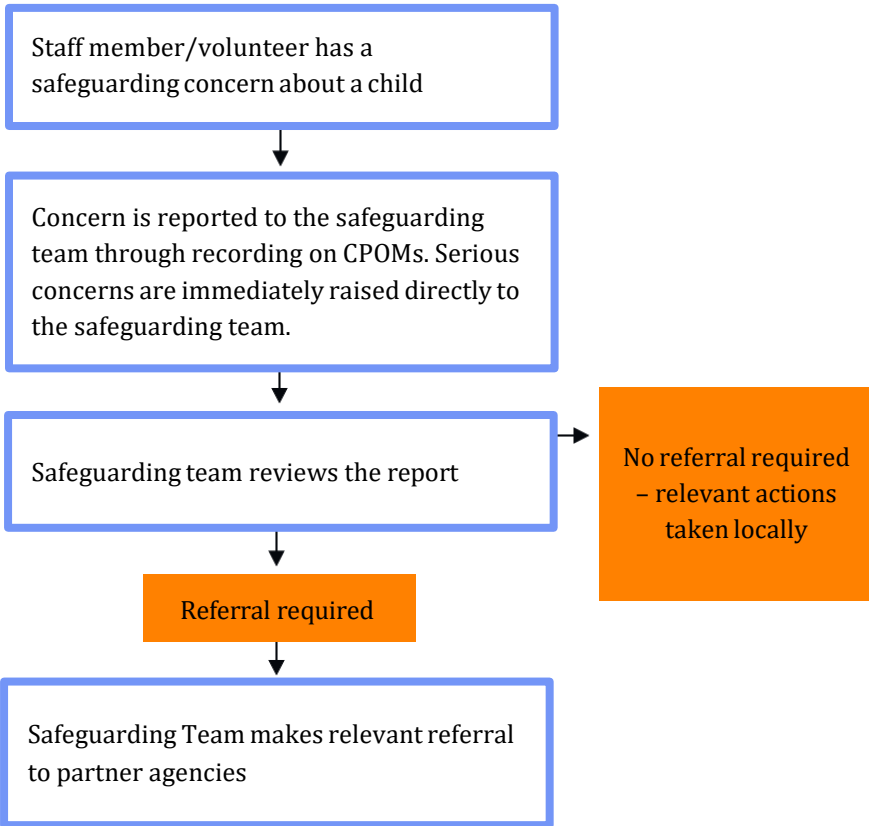 Staff member/volunteer has a
safeguarding concern about a child
Concern is reported to the safeguarding
team through recording on CPOMs. Serious
concerns are immediately raised directly to
the safeguarding team.
Safeguarding team reviews the report
No referral required
– relevant actions
taken locally
Referral required
Safeguarding Team makes relevant referral
to partner agencies